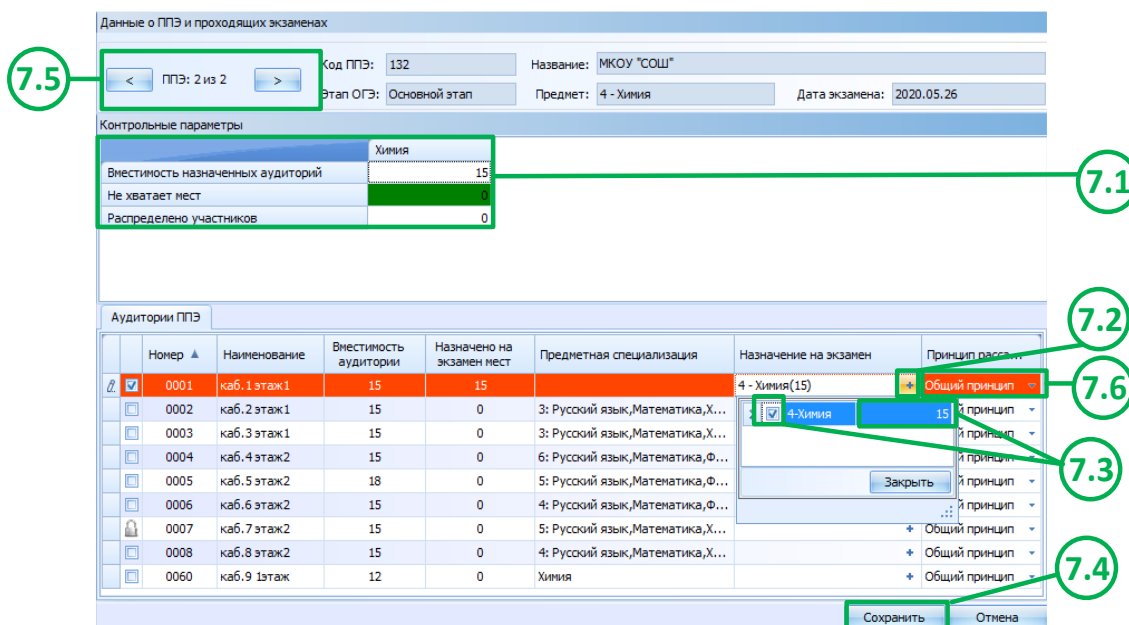 Данные о ППЭ и проходящих экзаменах
7.5
< ППЭ: 2 из 2 >
Код ППЭ: 132
Название: МКОУ "СОШ"
Этап ОГЭ: Основной этап
Предмет: 4 - Химия
Дата экзамена: 2020.05.26
Контрольные параметры
Химия
Вместимость назначенных аудиторий 15
Не хватает мест 0
Распределено участников 0
7.1
Аудитории ППЭ
7.2
Номер Наименование Вместимость аудитории Назначено на экзамен мест Предметная специализация Назначение на экзамен Принцип расса...
0001 каб.1 этаж1 15 15 4 - Химия(15) + Общий принцип
7.6
0002 каб.2 этаж1 15 0 3: Русский язык,Математика,Х... й принцип
4-Химия 15
0003 каб.3 этаж1 15 0 3: Русский язык,Математика,Х... й принцип
0004 каб.4 этаж2 15 0 6: Русский язык,Математика,Ф... й принцип
7.3
0005 каб.5 этаж2 18 0 5: Русский язык,Математика,Ф... й принцип
Закрыть
0006 каб.6 этаж2 15 0 4: Русский язык,Математика,Ф... й принцип
0007 каб.7 этаж2 15 0 5: Русский язык,Математика,Х... + Общий принцип
0008 каб.8 этаж2 15 0 4: Русский язык,Математика,Х... + Общий принцип
0060 каб.9 1этаж 12 0 Химия + Общий принцип
7.4
Сохранить Отмена